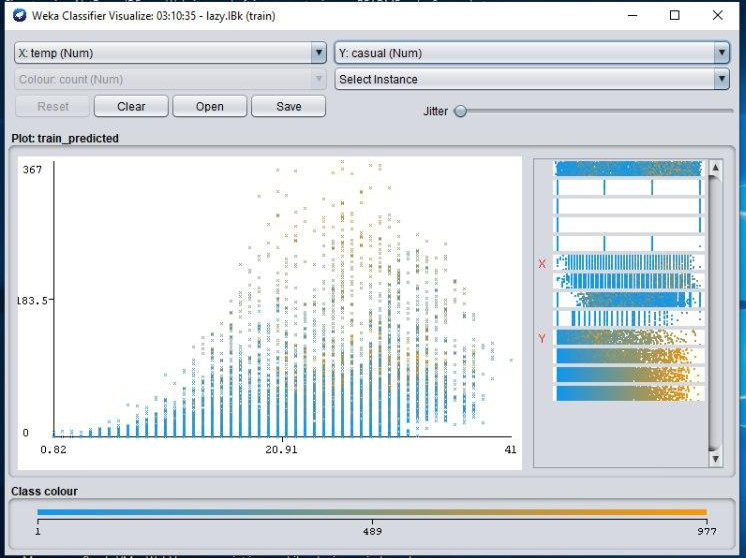 Weka Classifier Visualize: 03:10:35 - lazy.IBk (train)
X: temp (Num) Y: casual (Num)
Colour: count (Num) Select Instance
Reset Clear Open Save Jitter
Plot: train_predicted
367
183.5
0
0.82 20.91 41
X
Y
Class colour
1 489 977